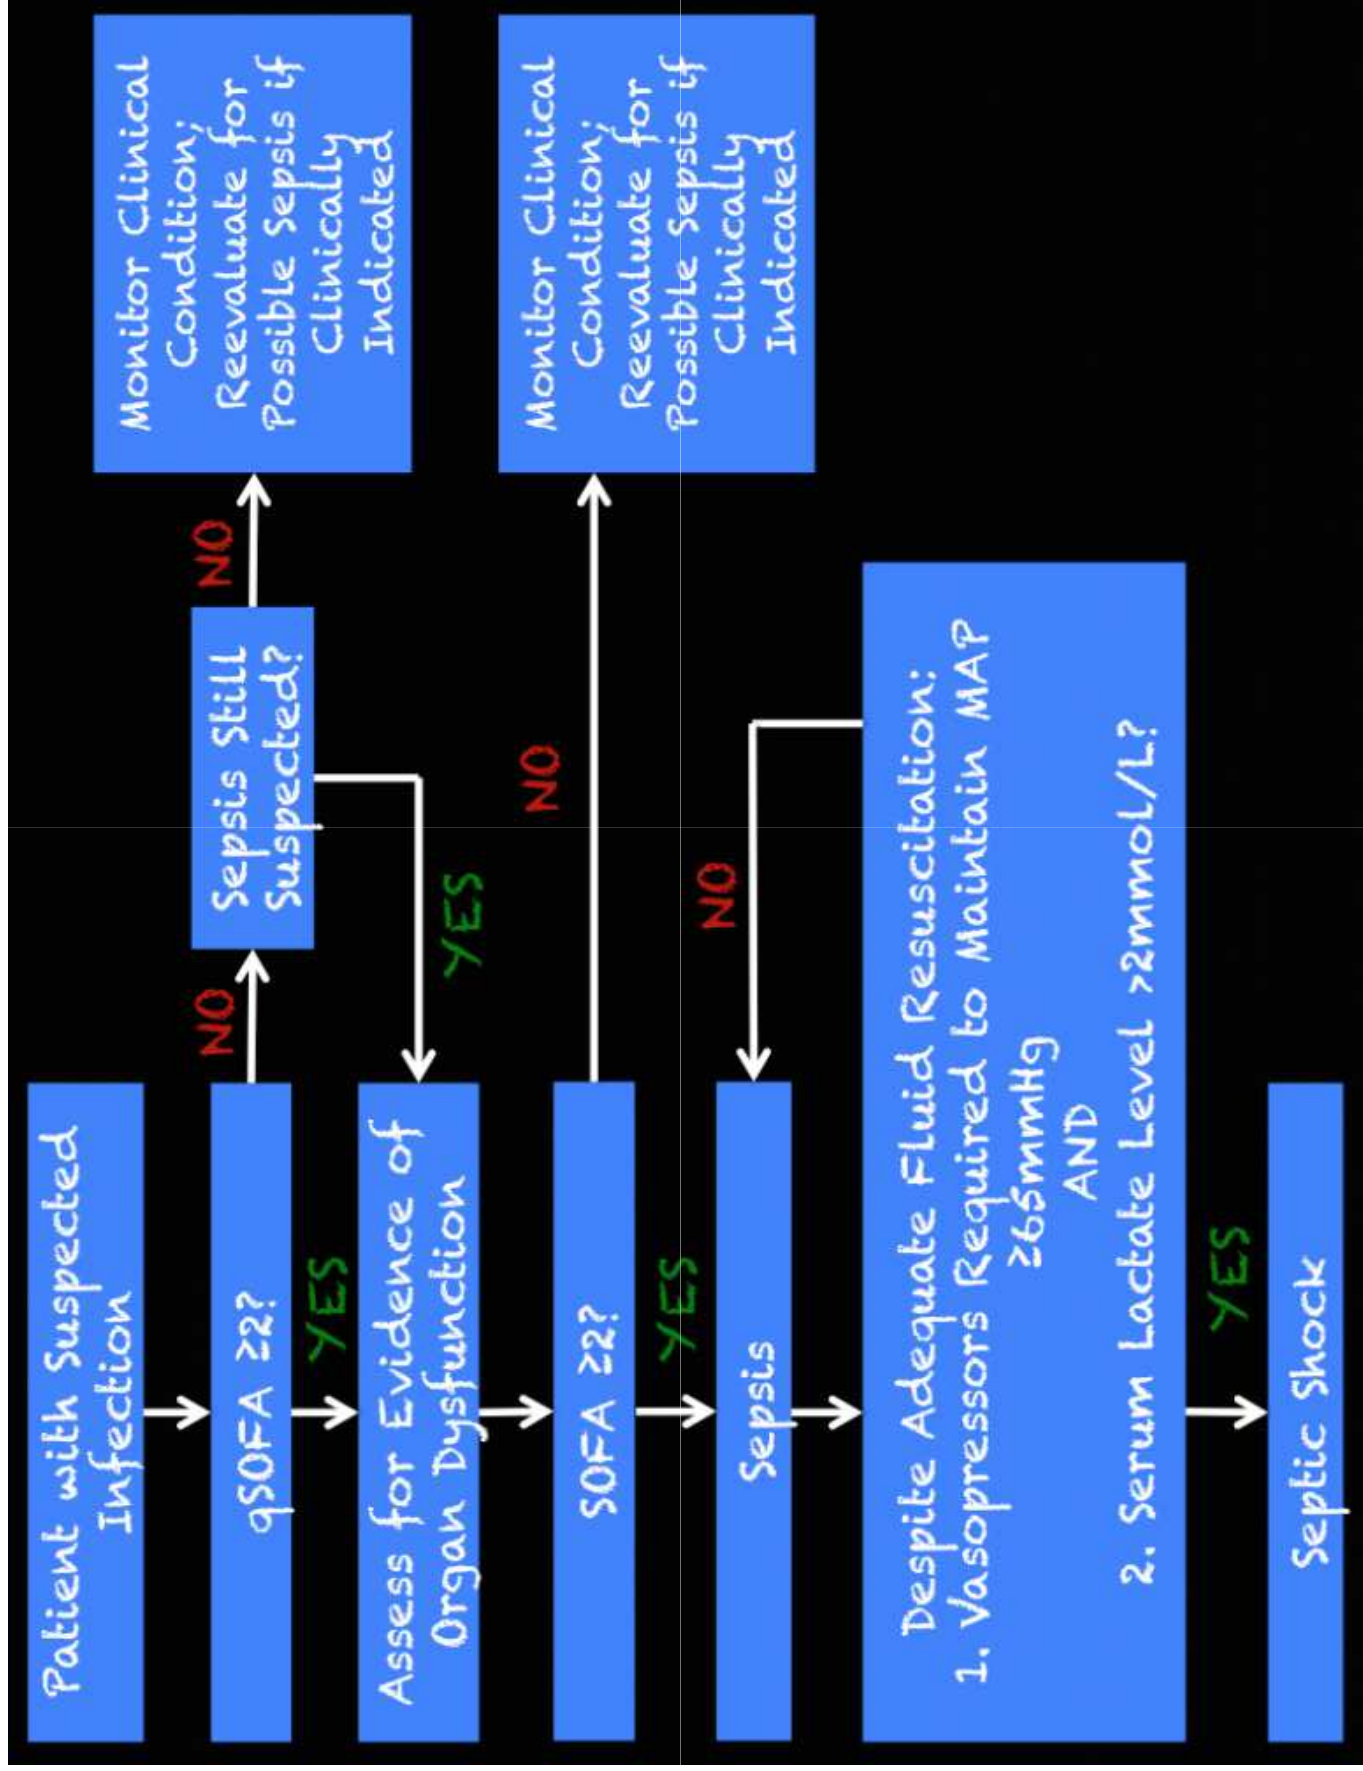 Patient with Suspected
Infection
qSOFA ≥2?
NO
Sepsis Still
Suspected?
NO
Monitor Clinical
Condition;
Reevaluate for
Possible Sepsis if
Clinically
Indicated
YES
YES
Assess for Evidence of
Organ Dysfunction
SOFA ≥2?
NO
Monitor Clinical
Condition;
Reevaluate for
Possible Sepsis if
Clinically
Indicated
YES
Sepsis
NO
Despite Adequate Fluid Resuscitation:
1. Vasopressors Required to Maintain MAP
≥65mmHg
AND
2. Serum Lactate Level >2mmol/L?
YES
Septic Shock